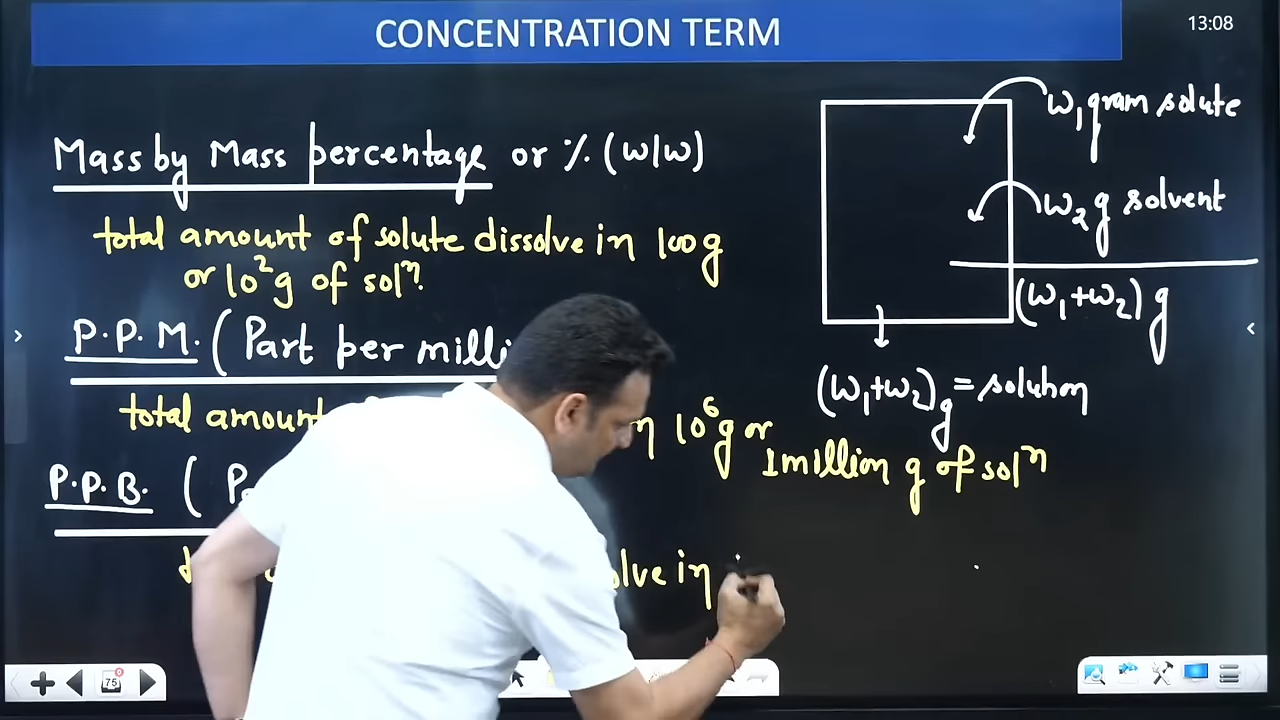 CONCENTRATION TERM
13:08
Mass by Mass percentage or % (w/w)
total amount of solute dissolve in 100g
or 10²g of solⁿ.
P.P.M. ( Part per milli
total amount
10⁶g or
1million g of solⁿ
P.P.B. (
in
w₁ gram solute
w₂ g solvent
(w₁+w₂) g
(w₁+w₂)g = solution
75